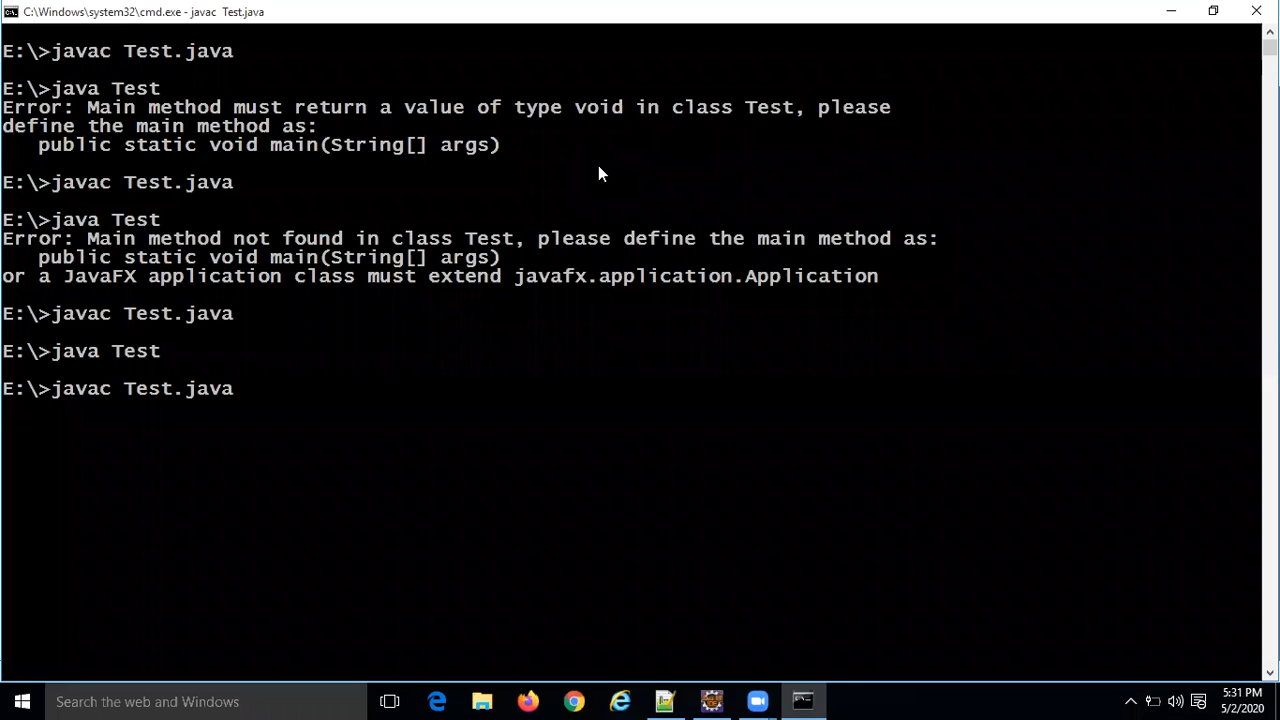 C:\Windows\system32\cmd.exe - javac  Test.java
E:\>javac Test.java
E:\>java Test
Error: Main method must return a value of type void in class Test, please
define the main method as:
   public static void main(String[] args)
E:\>javac Test.java
E:\>java Test
Error: Main method not found in class Test, please define the main method as:
   public static void main(String[] args)
or a JavaFX application class must extend javafx.application.Application
E:\>javac Test.java
E:\>java Test
E:\>javac Test.java
Search the web and Windows
5:31 PM
5/2/2020